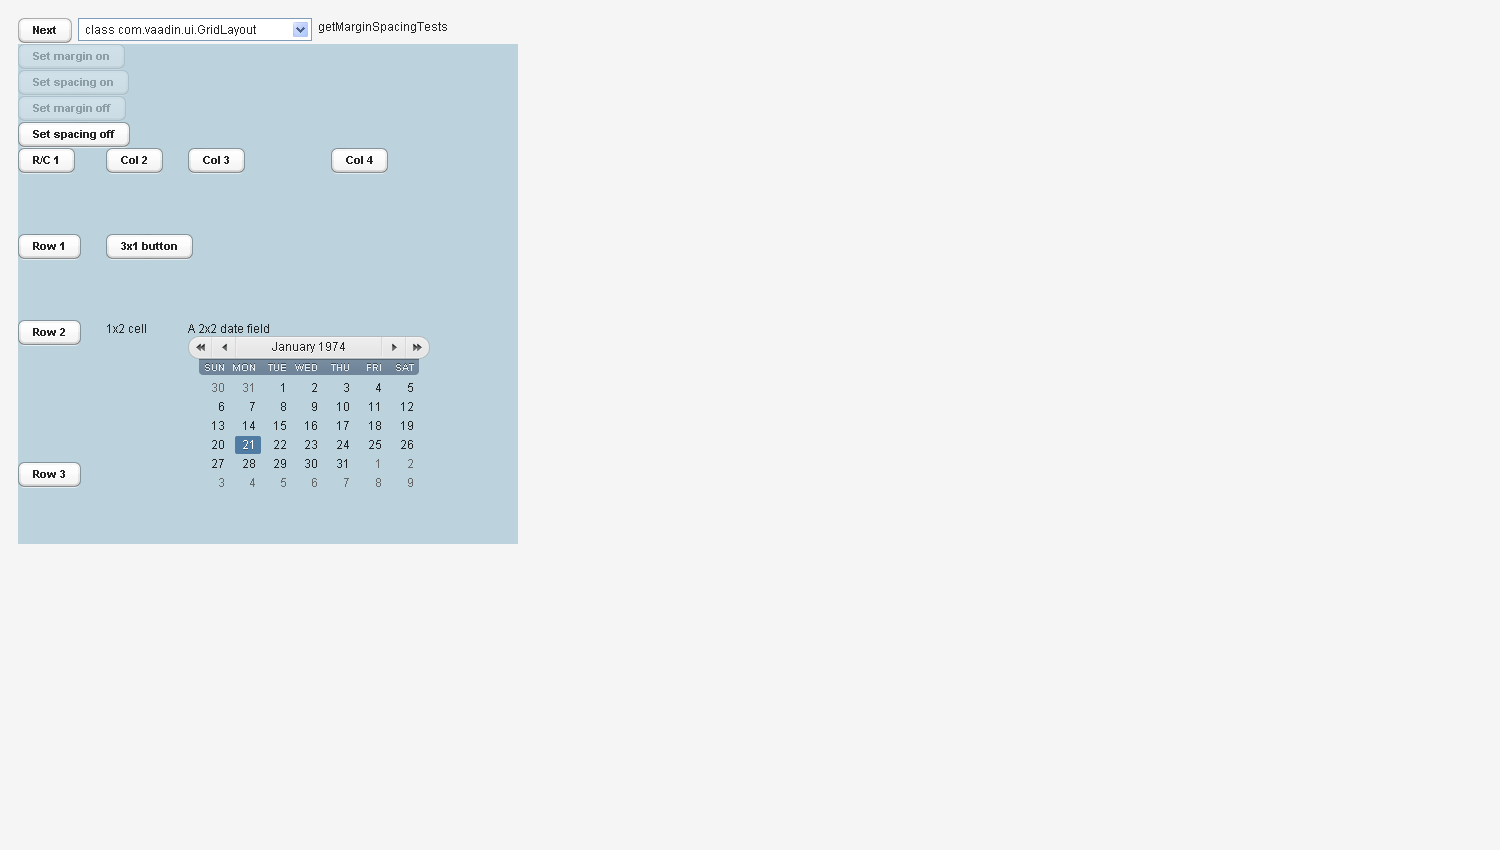 Next class com.vaadin.ui.GridLayout getMarginSpacingTests
Set margin on
Set spacing on
Set margin off
Set spacing off
R/C 1 Col 2 Col 3 Col 4
Row 1 3x1 button
Row 2 1x2 cell A 2x2 date field
January 1974
SUN MON TUE WED THU FRI SAT
30 31 1 2 3 4 5
6 7 8 9 10 11 12
13 14 15 16 17 18 19
20 21 22 23 24 25 26
27 28 29 30 31 1 2
Row 3
3 4 5 6 7 8 9